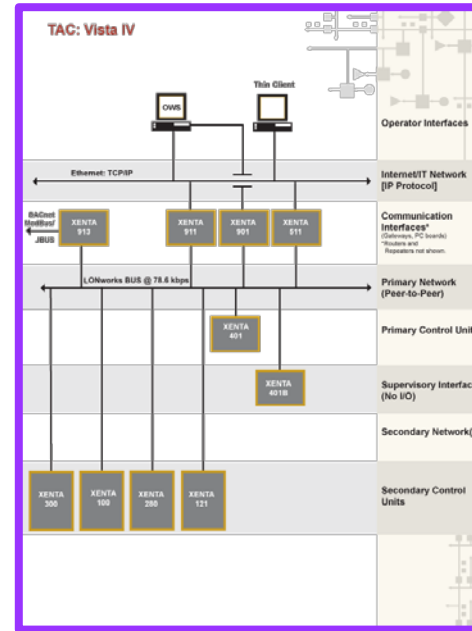 TAC: Vista IV
Thin Client
OWS
Operator Interfaces
Ethernet: TCP/IP
Internet/IT Network
[IP Protocol]
BACnet
ModBus/
JBUS
XENTA
913
XENTA
911
XENTA
901
XENTA
511
Communication
Interfaces*
(Gateways, PC boards)
*Routers and
Repeaters not shown.
LONworks BUS @ 78.6 kbps
Primary Network
(Peer-to-Peer)
XENTA
401
Primary Control Unit
XENTA
401B
Supervisory Interfac
(No I/O)
Secondary Network(
XENTA
300
XENTA
100
XENTA
280
XENTA
121
Secondary Control
Units